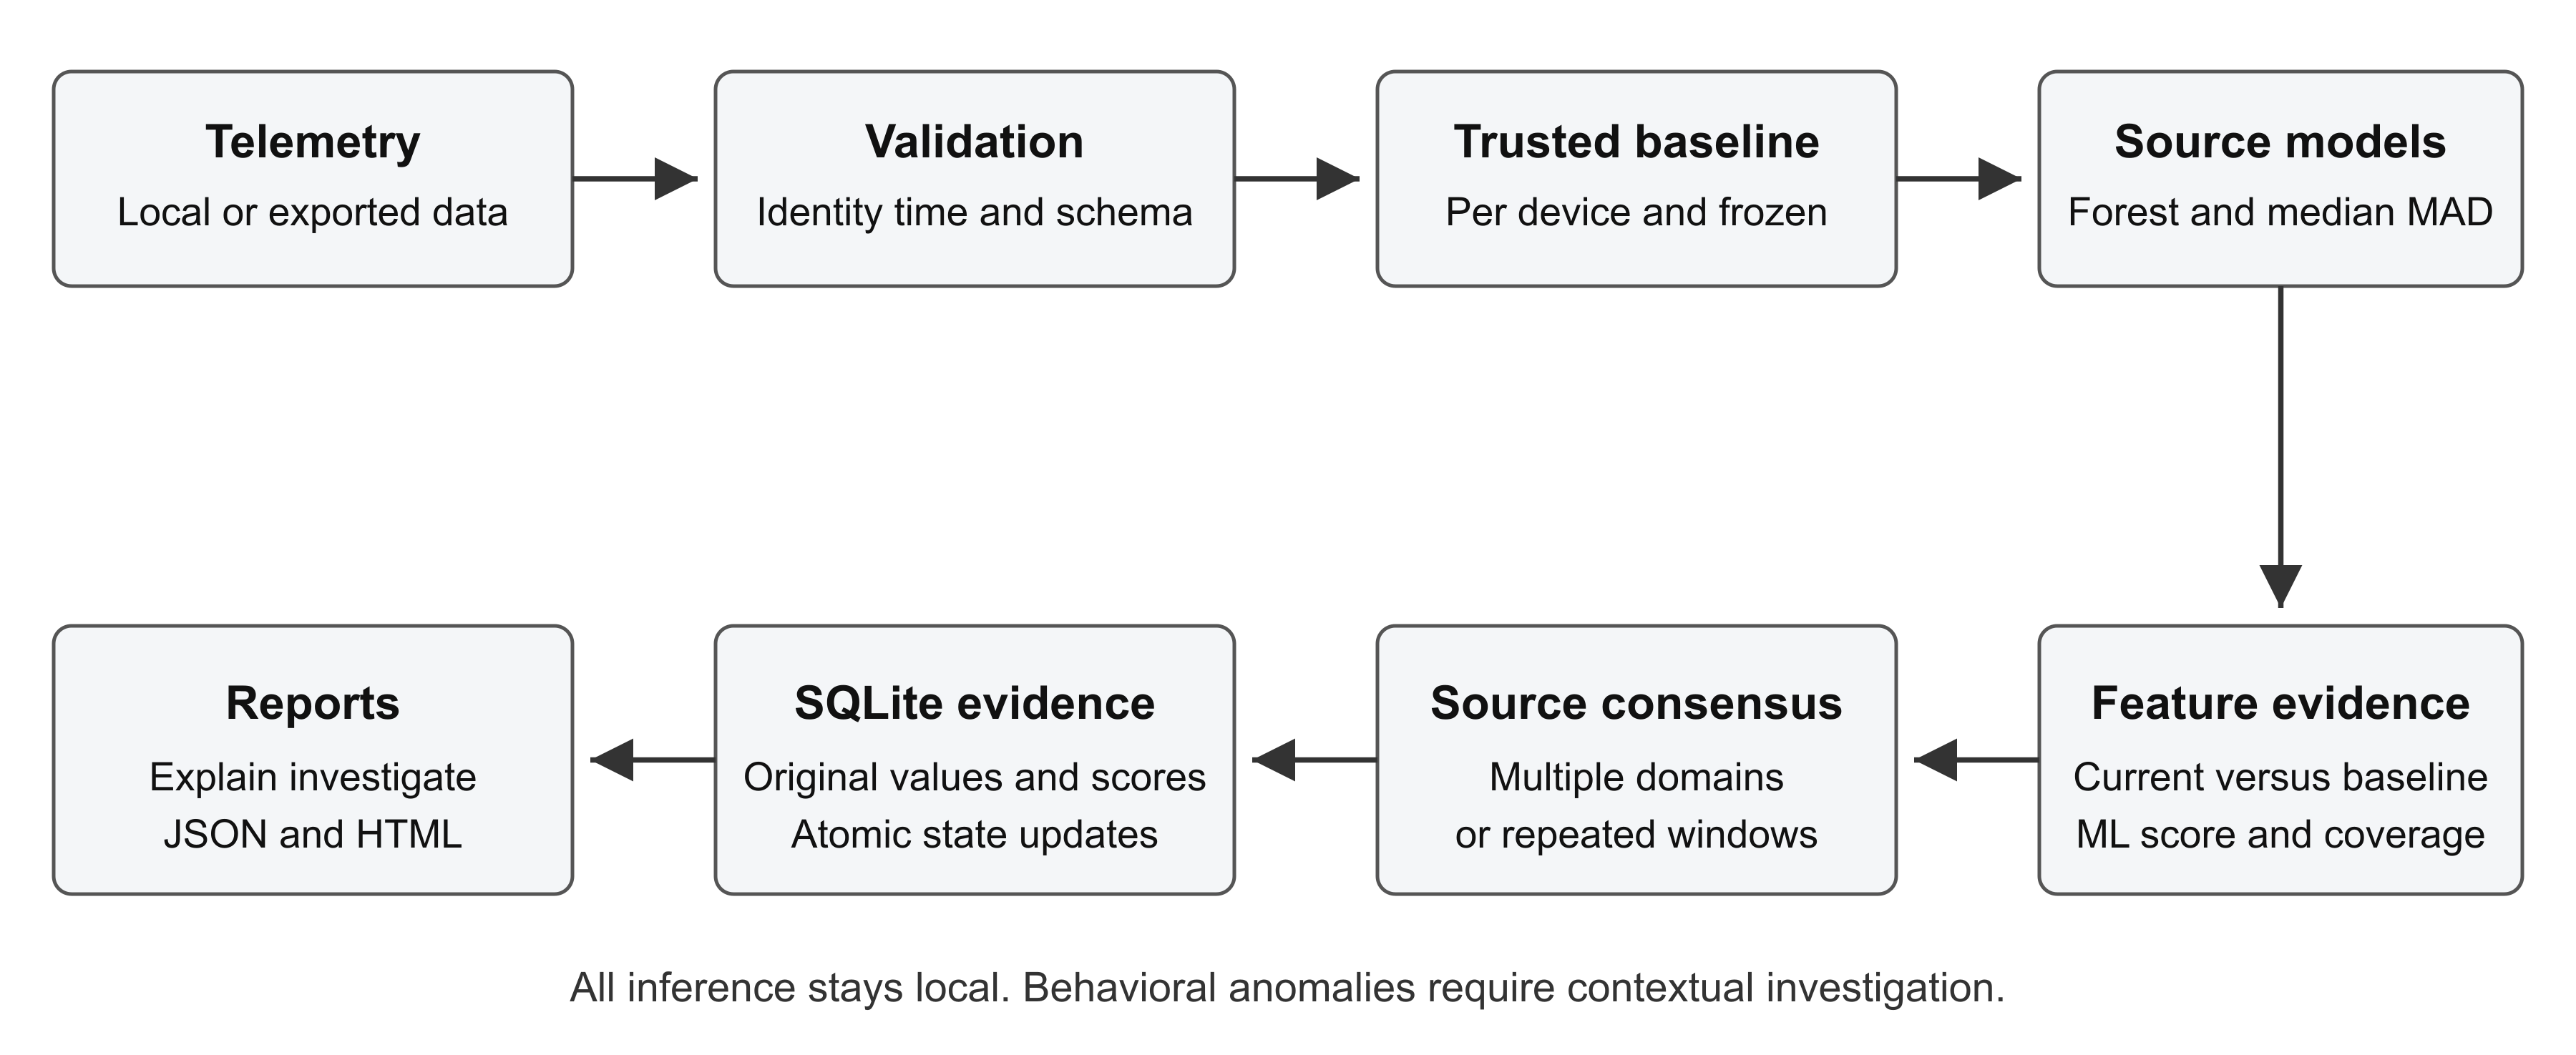 Telemetry
Local or exported data
Validation
Identity time and schema
Trusted baseline
Per device and frozen
Source models
Forest and median MAD
Feature evidence
Current versus baseline
ML score and coverage
Source consensus
Multiple domains
or repeated windows
SQLite evidence
Original values and scores
Atomic state updates
Reports
Explain investigate
JSON and HTML
All inference stays local. Behavioral anomalies require contextual investigation.